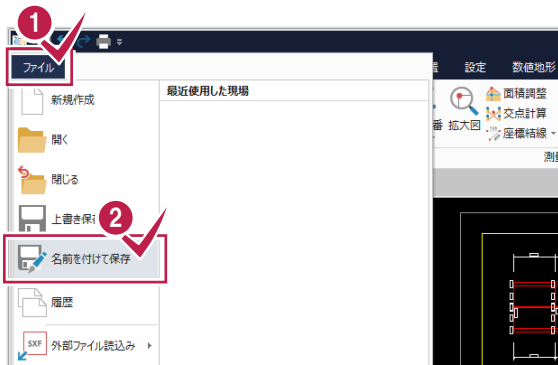 1
ファイル
設定
数値地形
新規作成
最近使用した現場
開く
閉じる
上書き保
2
名前を付けて保存
履歴
SXF
外部ファイル読込み
番
拡大図
面積調整
交点計算
座標結線
測